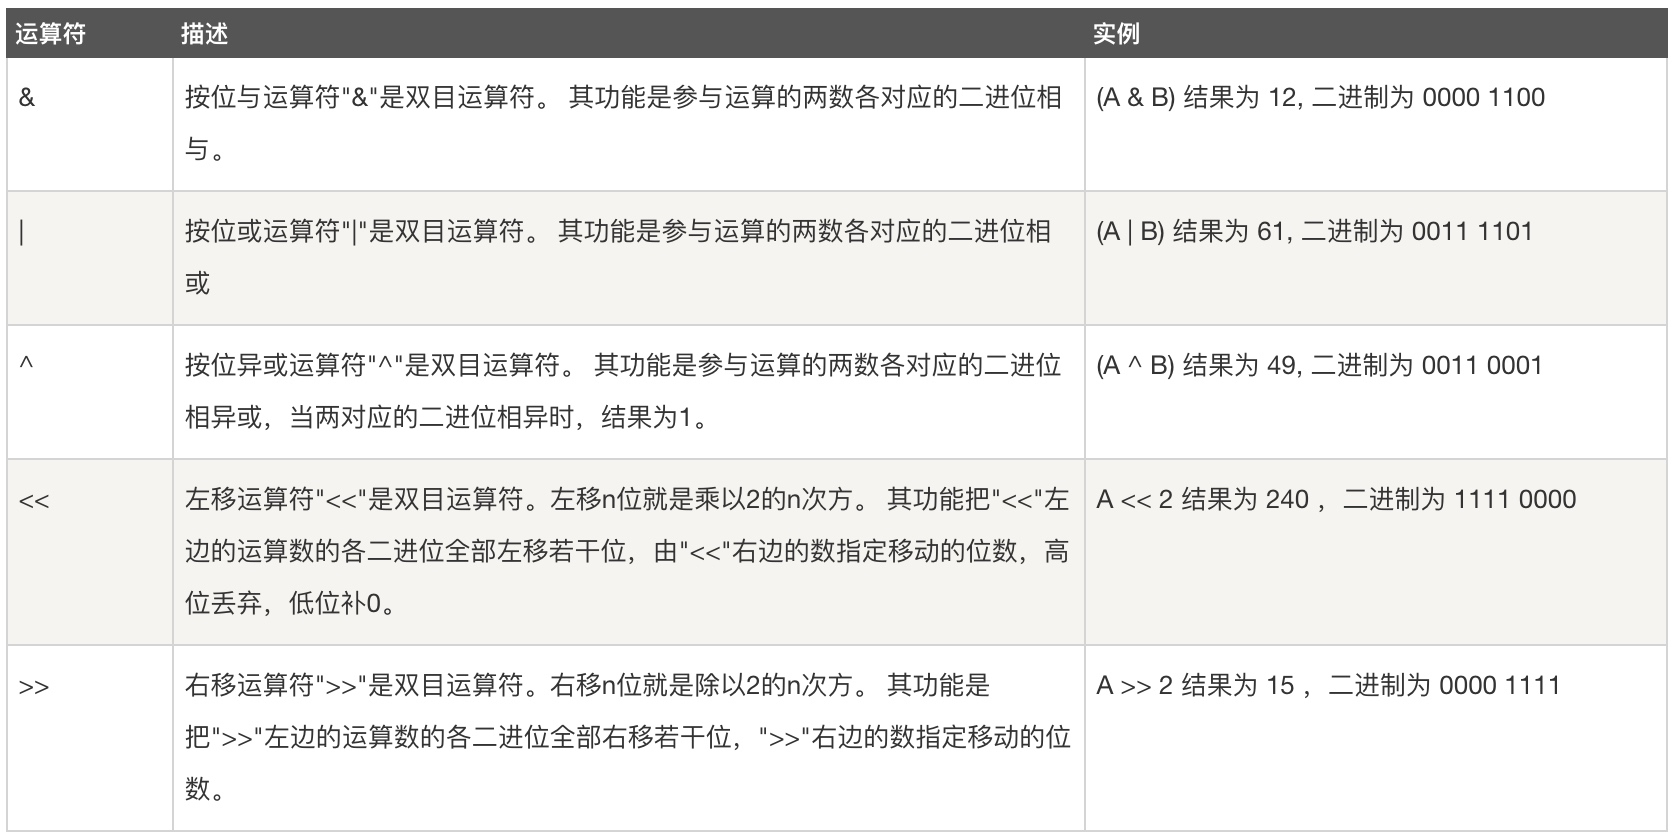 运算符 描述 实例
& 按位与运算符"&"是双目运算符。 其功能是参与运算的两数各对应的二进位相 (A & B) 结果为 12, 二进制为 0000 1100
与。
| 按位或运算符"|"是双目运算符。 其功能是参与运算的两数各对应的二进位相 (A | B) 结果为 61, 二进制为 0011 1101
或
^ 按位异或运算符"^"是双目运算符。 其功能是参与运算的两数各对应的二进位 (A ^ B) 结果为 49, 二进制为 0011 0001
相异或，当两对应的二进位相异时，结果为1。
<< 左移运算符"<<"是双目运算符。左移n位就是乘以2的n次方。 其功能把"<<"左 A << 2 结果为 240 ，二进制为 1111 0000
边的运算数的各二进位全部左移若干位，由"<<"右边的数指定移动的位数，高
位丢弃，低位补0。
>> 右移运算符">>"是双目运算符。右移n位就是除以2的n次方。 其功能是 A >> 2 结果为 15 ，二进制为 0000 1111
把">>"左边的运算数的各二进位全部右移若干位，">>"右边的数指定移动的位
数。